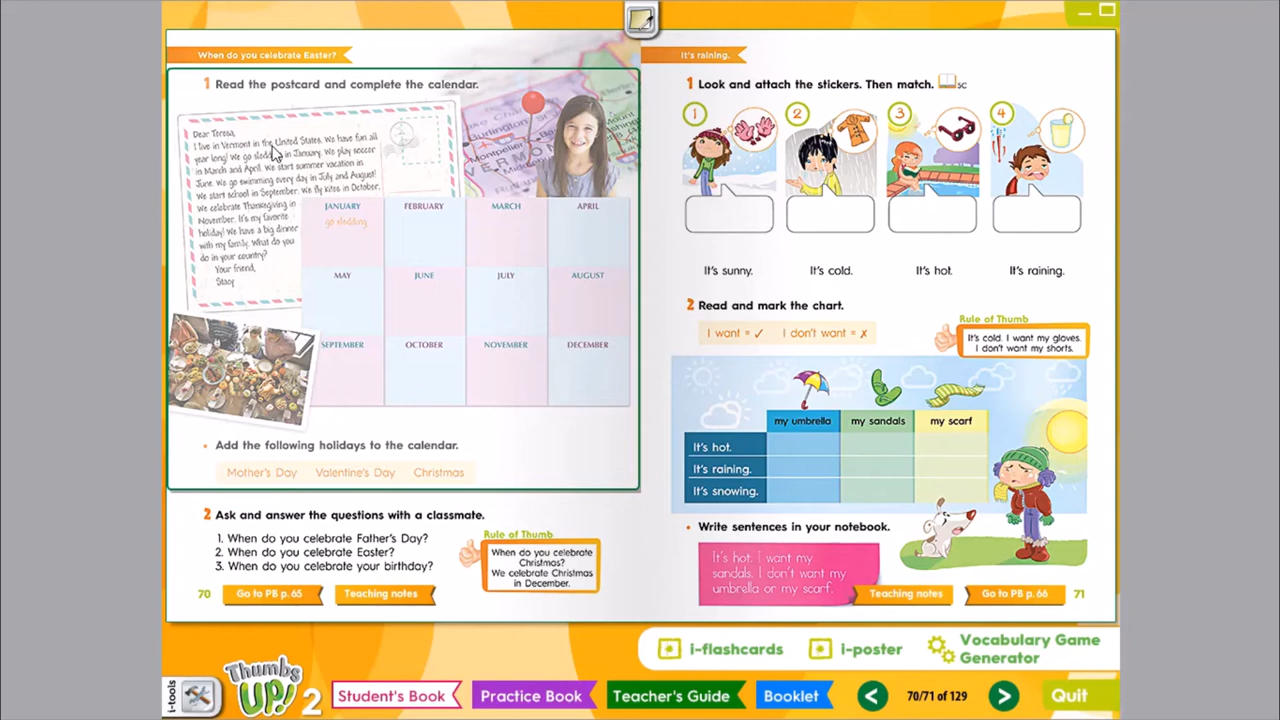 When do you celebrate Easter?
1 Read the postcard and complete the calendar.
Dear Teresa,
I live in Vermont in the United States. We have fun all
year long! We go sledding in January. We play soccer
in March and April. We start summer vacation in
June. We go swimming every day in July and August!
We start school in September. We fly kites in October.
We celebrate Thanksgiving in
November. It's my favorite
holiday! We have a big dinner
with my family. What do you
do in your country?
Your friend,
Stacy
Burlington
Montpelier
VERMONT
JANUARY FEBRUARY MARCH APRIL
go sledding
MAY JUNE JULY AUGUST
SEPTEMBER OCTOBER NOVEMBER DECEMBER
• Add the following holidays to the calendar.
Mother's Day Valentine's Day Christmas
2 Ask and answer the questions with a classmate.
1. When do you celebrate Father's Day?
2. When do you celebrate Easter?
3. When do you celebrate your birthday?
Rule of Thumb
When do you celebrate
Christmas?
We celebrate Christmas
in December.
70 Go to PB p.65 Teaching notes
It's raining.
1 Look and attach the stickers. Then match. SC
1 2 3 4
It's sunny. It's cold. It's hot. It's raining.
2 Read and mark the chart.
I want = ✓ I don't want = ✗
Rule of Thumb
It's cold. I want my gloves.
I don't want my shorts.
my umbrella my sandals my scarf
It's hot.
It's raining.
It's snowing.
• Write sentences in your notebook.
It's hot. I want my
sandals. I don't want my
umbrella or my scarf.
Teaching notes Go to PB p.66 71
i-flashcards i-poster Vocabulary Game
Generator
i-tools
Thumbs
UP! 2
Student's Book Practice Book Teacher's Guide Booklet < 70/71 of 129 > Quit